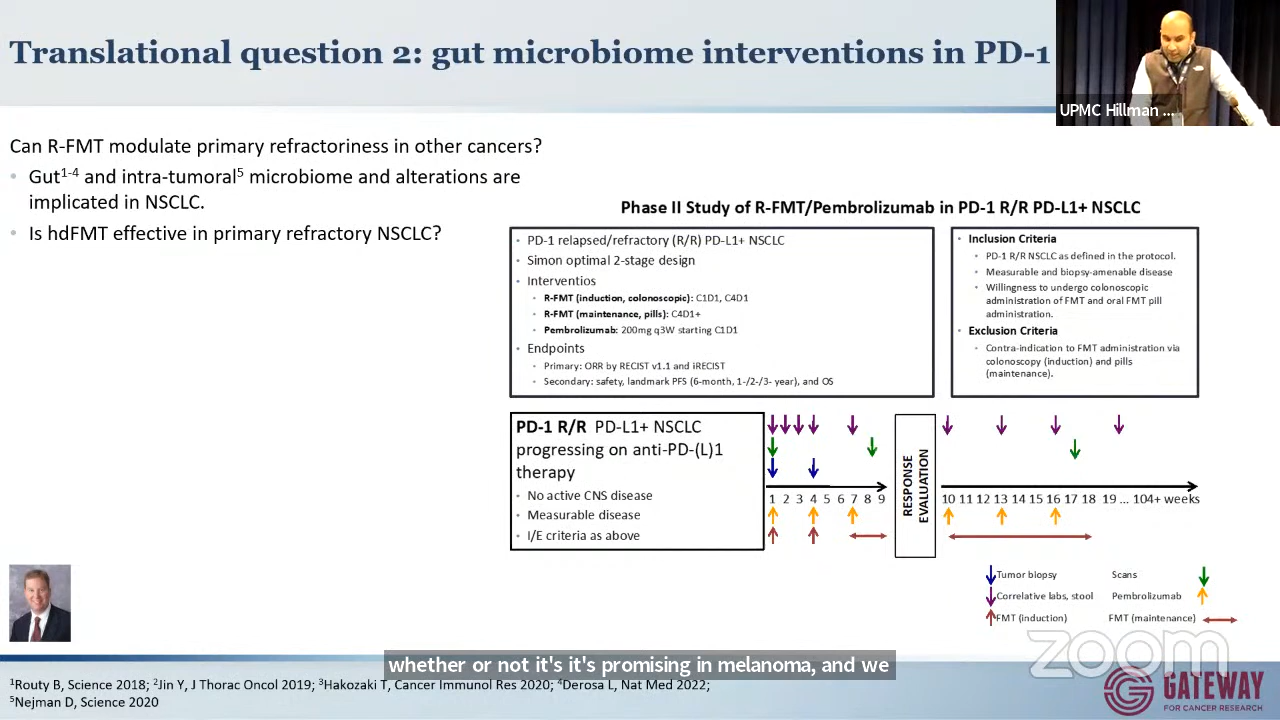 Translational question 2: gut microbiome interventions in PD-1
UPMC Hillman ...
Can R-FMT modulate primary refractoriness in other cancers?
• Gut1-4 and intra-tumoral5 microbiome and alterations are
implicated in NSCLC.
• Is hdFMT effective in primary refractory NSCLC?
Phase II Study of R-FMT/Pembrolizumab in PD-1 R/R PD-L1+ NSCLC
• PD-1 relapsed/refractory (R/R) PD-L1+ NSCLC
• Simon optimal 2-stage design
• Interventios
• R-FMT (induction, colonoscopic): C1D1, C4D1
• R-FMT (maintenance, pills): C4D1+
• Pembrolizumab: 200mg q3W starting C1D1
• Endpoints
• Primary: ORR by RECIST v1.1 and iRECIST
• Secondary: safety, landmark PFS (6-month, 1-/2-/3- year), and OS
• Inclusion Criteria
• PD-1 R/R NSCLC as defined in the protocol.
• Measurable and biopsy-amenable disease
• Willingness to undergo colonoscopic
administration of FMT and oral FMT pill
administration.
• Exclusion Criteria
• Contra-indication to FMT administration via
colonoscopy (induction) and pills
(maintenance).
PD-1 R/R PD-L1+ NSCLC
progressing on anti-PD-(L)1
therapy
• No active CNS disease
• Measurable disease
• I/E criteria as above
1 2 3 4 5 6 7 8 9
RESPONSE
EVALUATION
10 11 12 13 14 15 16 17 18 19 ... 104+ weeks
Tumor biopsy
Scans
Correlative labs, stool
Pembrolizumab
FMT (induction)
FMT (maintenance)
zoom
whether or not it's it's promising in melanoma, and we
1Routy B, Science 2018; 2Jin Y, J Thorac Oncol 2019; 3Hakozaki T, Cancer Immunol Res 2020; 4Derosa L, Nat Med 2022;
5Nejman D, Science 2020
GATEWAY
FOR CANCER RESEARCH